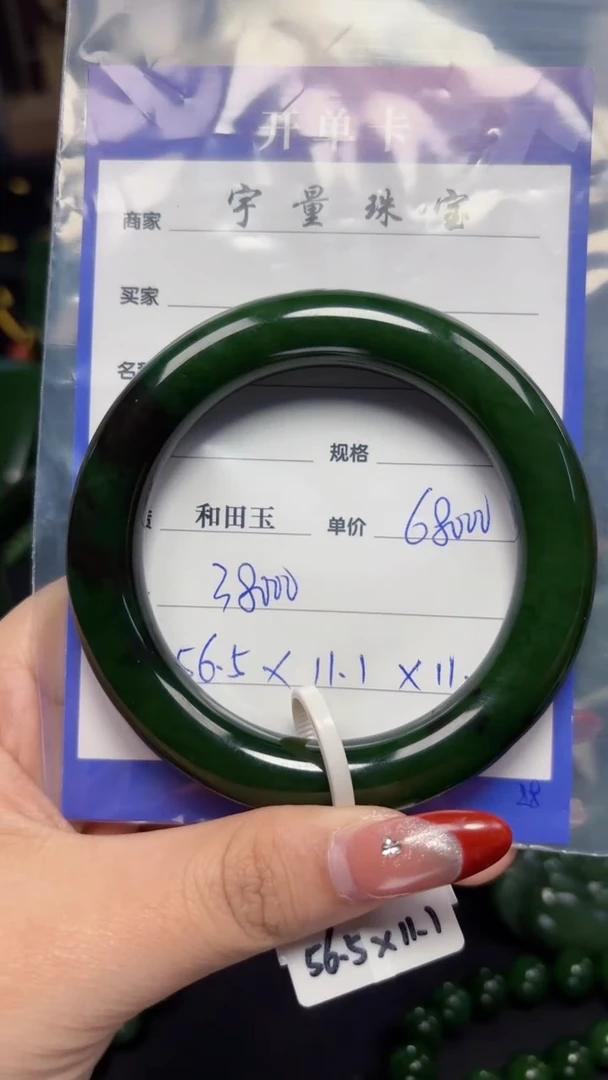 开单卡
商家 宇量珠宝
买家
规格
和田玉 单价 68000
38000
56.5 × 11.1 × 11.
28
56.5×11.1